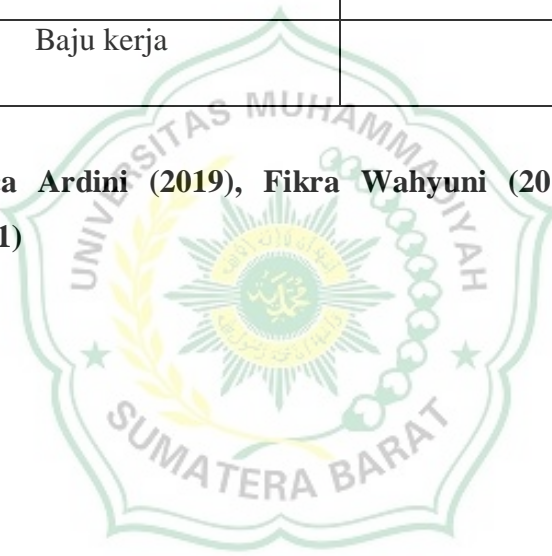 Baju kerja
a Ardini (2019), Fikra Wahyuni (20
1)
UNIVERSITAS MUHAMMADIYAH
SUMATERA BARAT